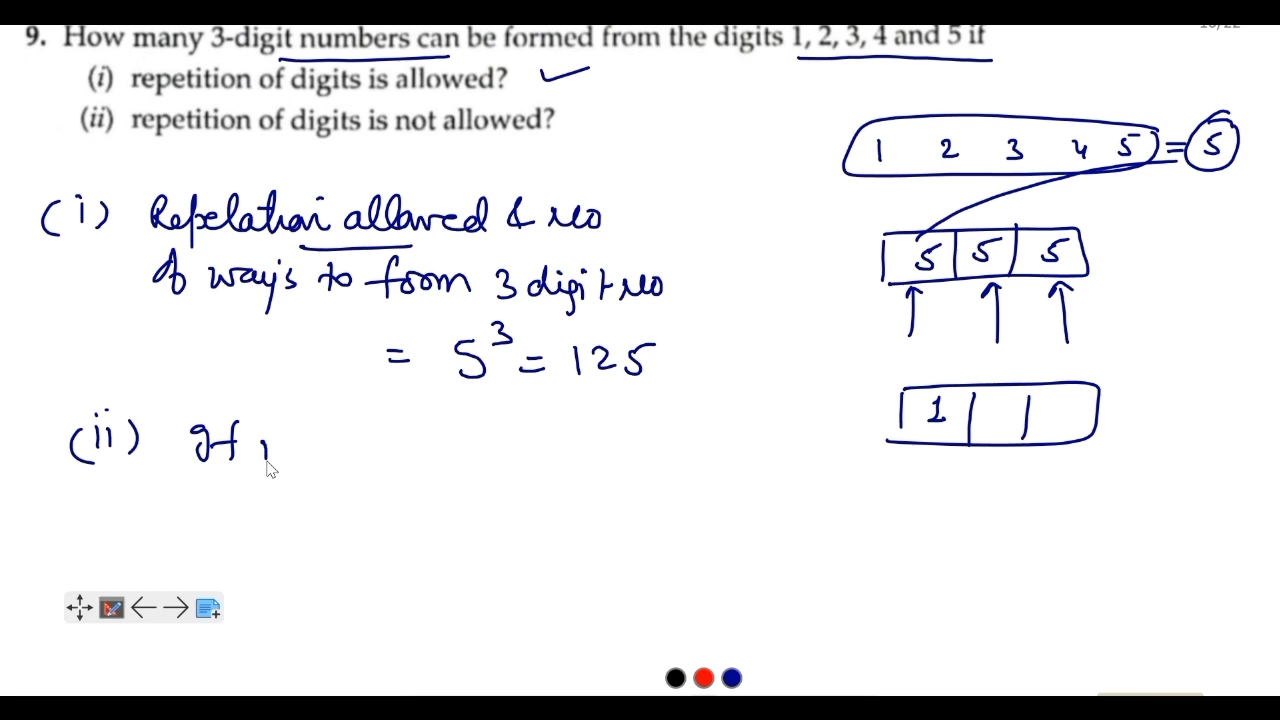 9. How many 3-digit numbers can be formed from the digits 1, 2, 3, 4 and 5 if
(i) repetition of digits is allowed?
(ii) repetition of digits is not allowed?
1 2 3 4 5 = 5
(i) Repelation allowed & no
of ways to from 3 digit no
5 5 5
= 5³ = 125
1
(ii) If